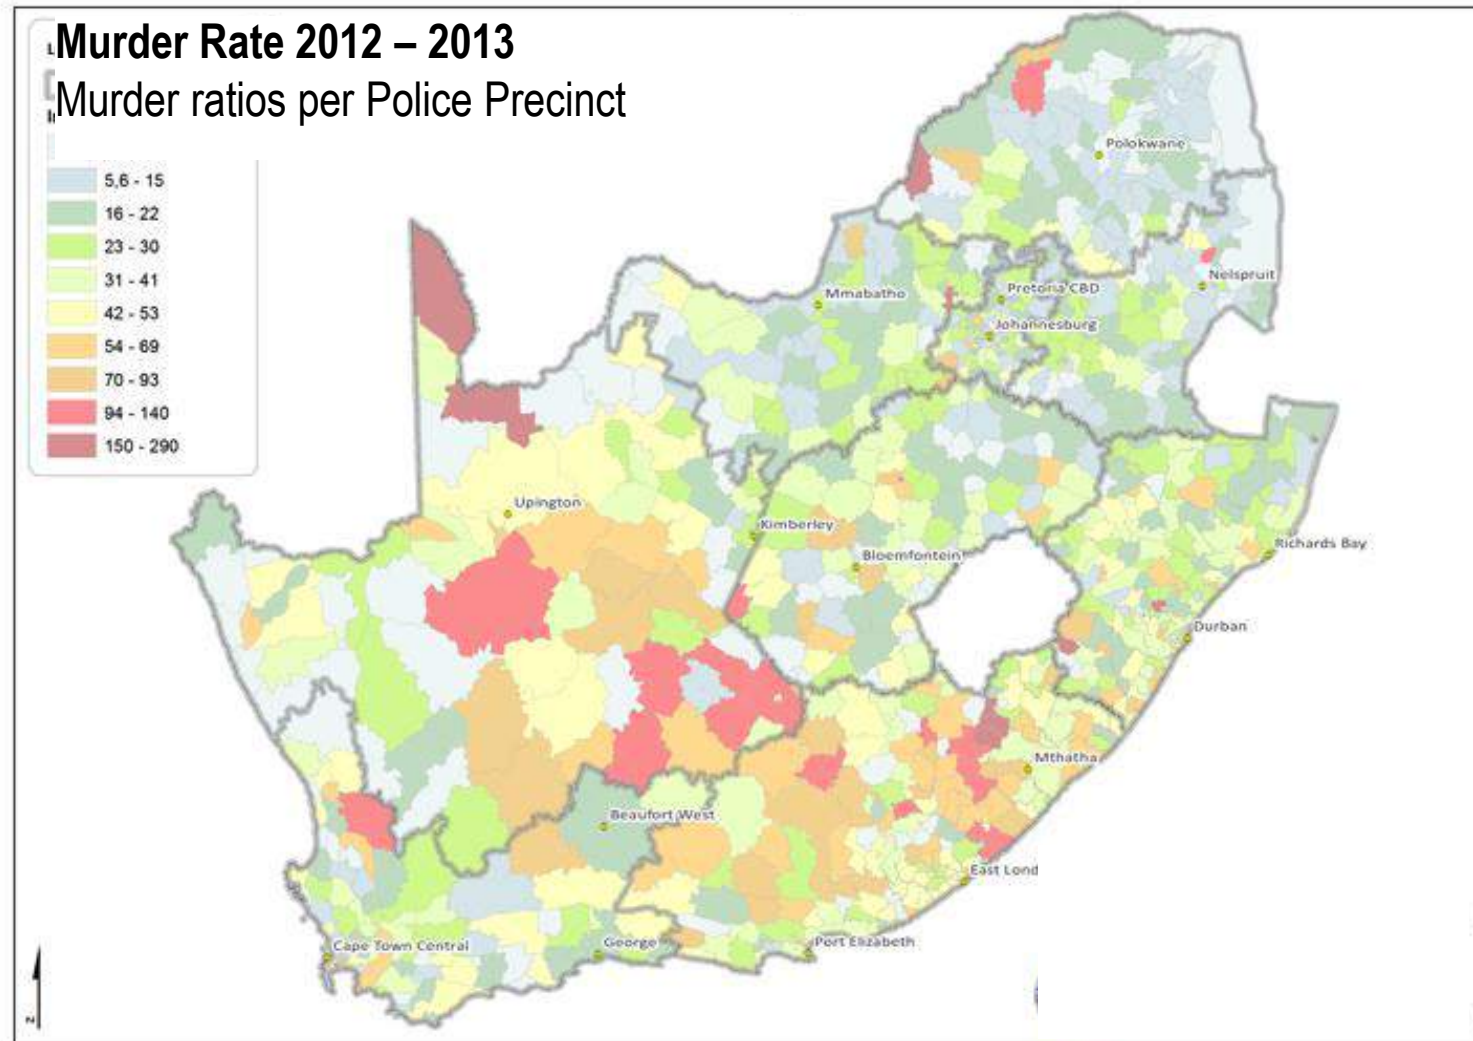 Murder Rate 2012 – 2013
Murder ratios per Police Precinct
5,6 - 15
16 - 22
23 - 30
31 - 41
42 - 53
54 - 69
70 - 93
94 - 140
150 - 290
Polokwane
Nelspruit
Mmabatho
Pretoria CBD
Johannesburg
Upington
Kimberley
Richards Bay
Bloemfontein
Durban
Mthatha
Beaufort West
East Lond
Cape Town Central
George
Port Elizabeth
N